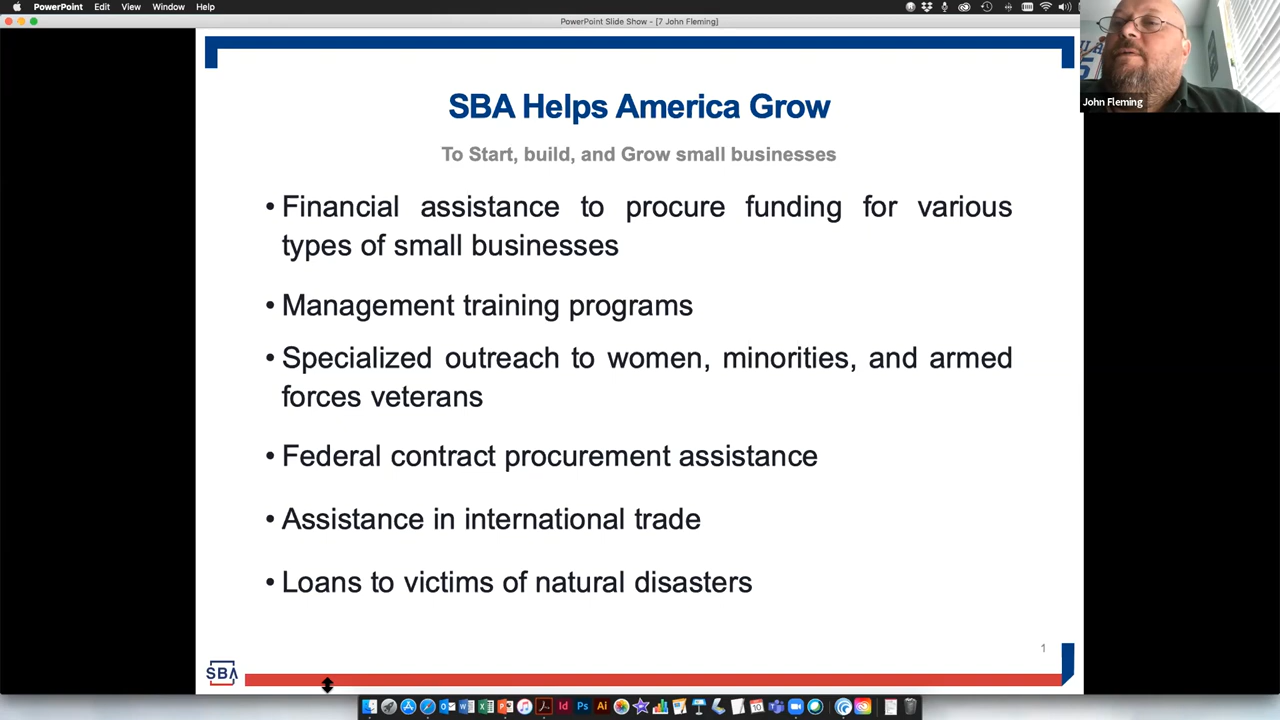 PowerPoint Edit View Window Help
PowerPoint Slide Show - [7 John Fleming]
John Fleming
SBA Helps America Grow
To Start, build, and Grow small businesses
• Financial assistance to procure funding for various
types of small businesses
• Management training programs
• Specialized outreach to women, minorities, and armed
forces veterans
• Federal contract procurement assistance
• Assistance in international trade
• Loans to victims of natural disasters
1
SBA
Id Ps Ai